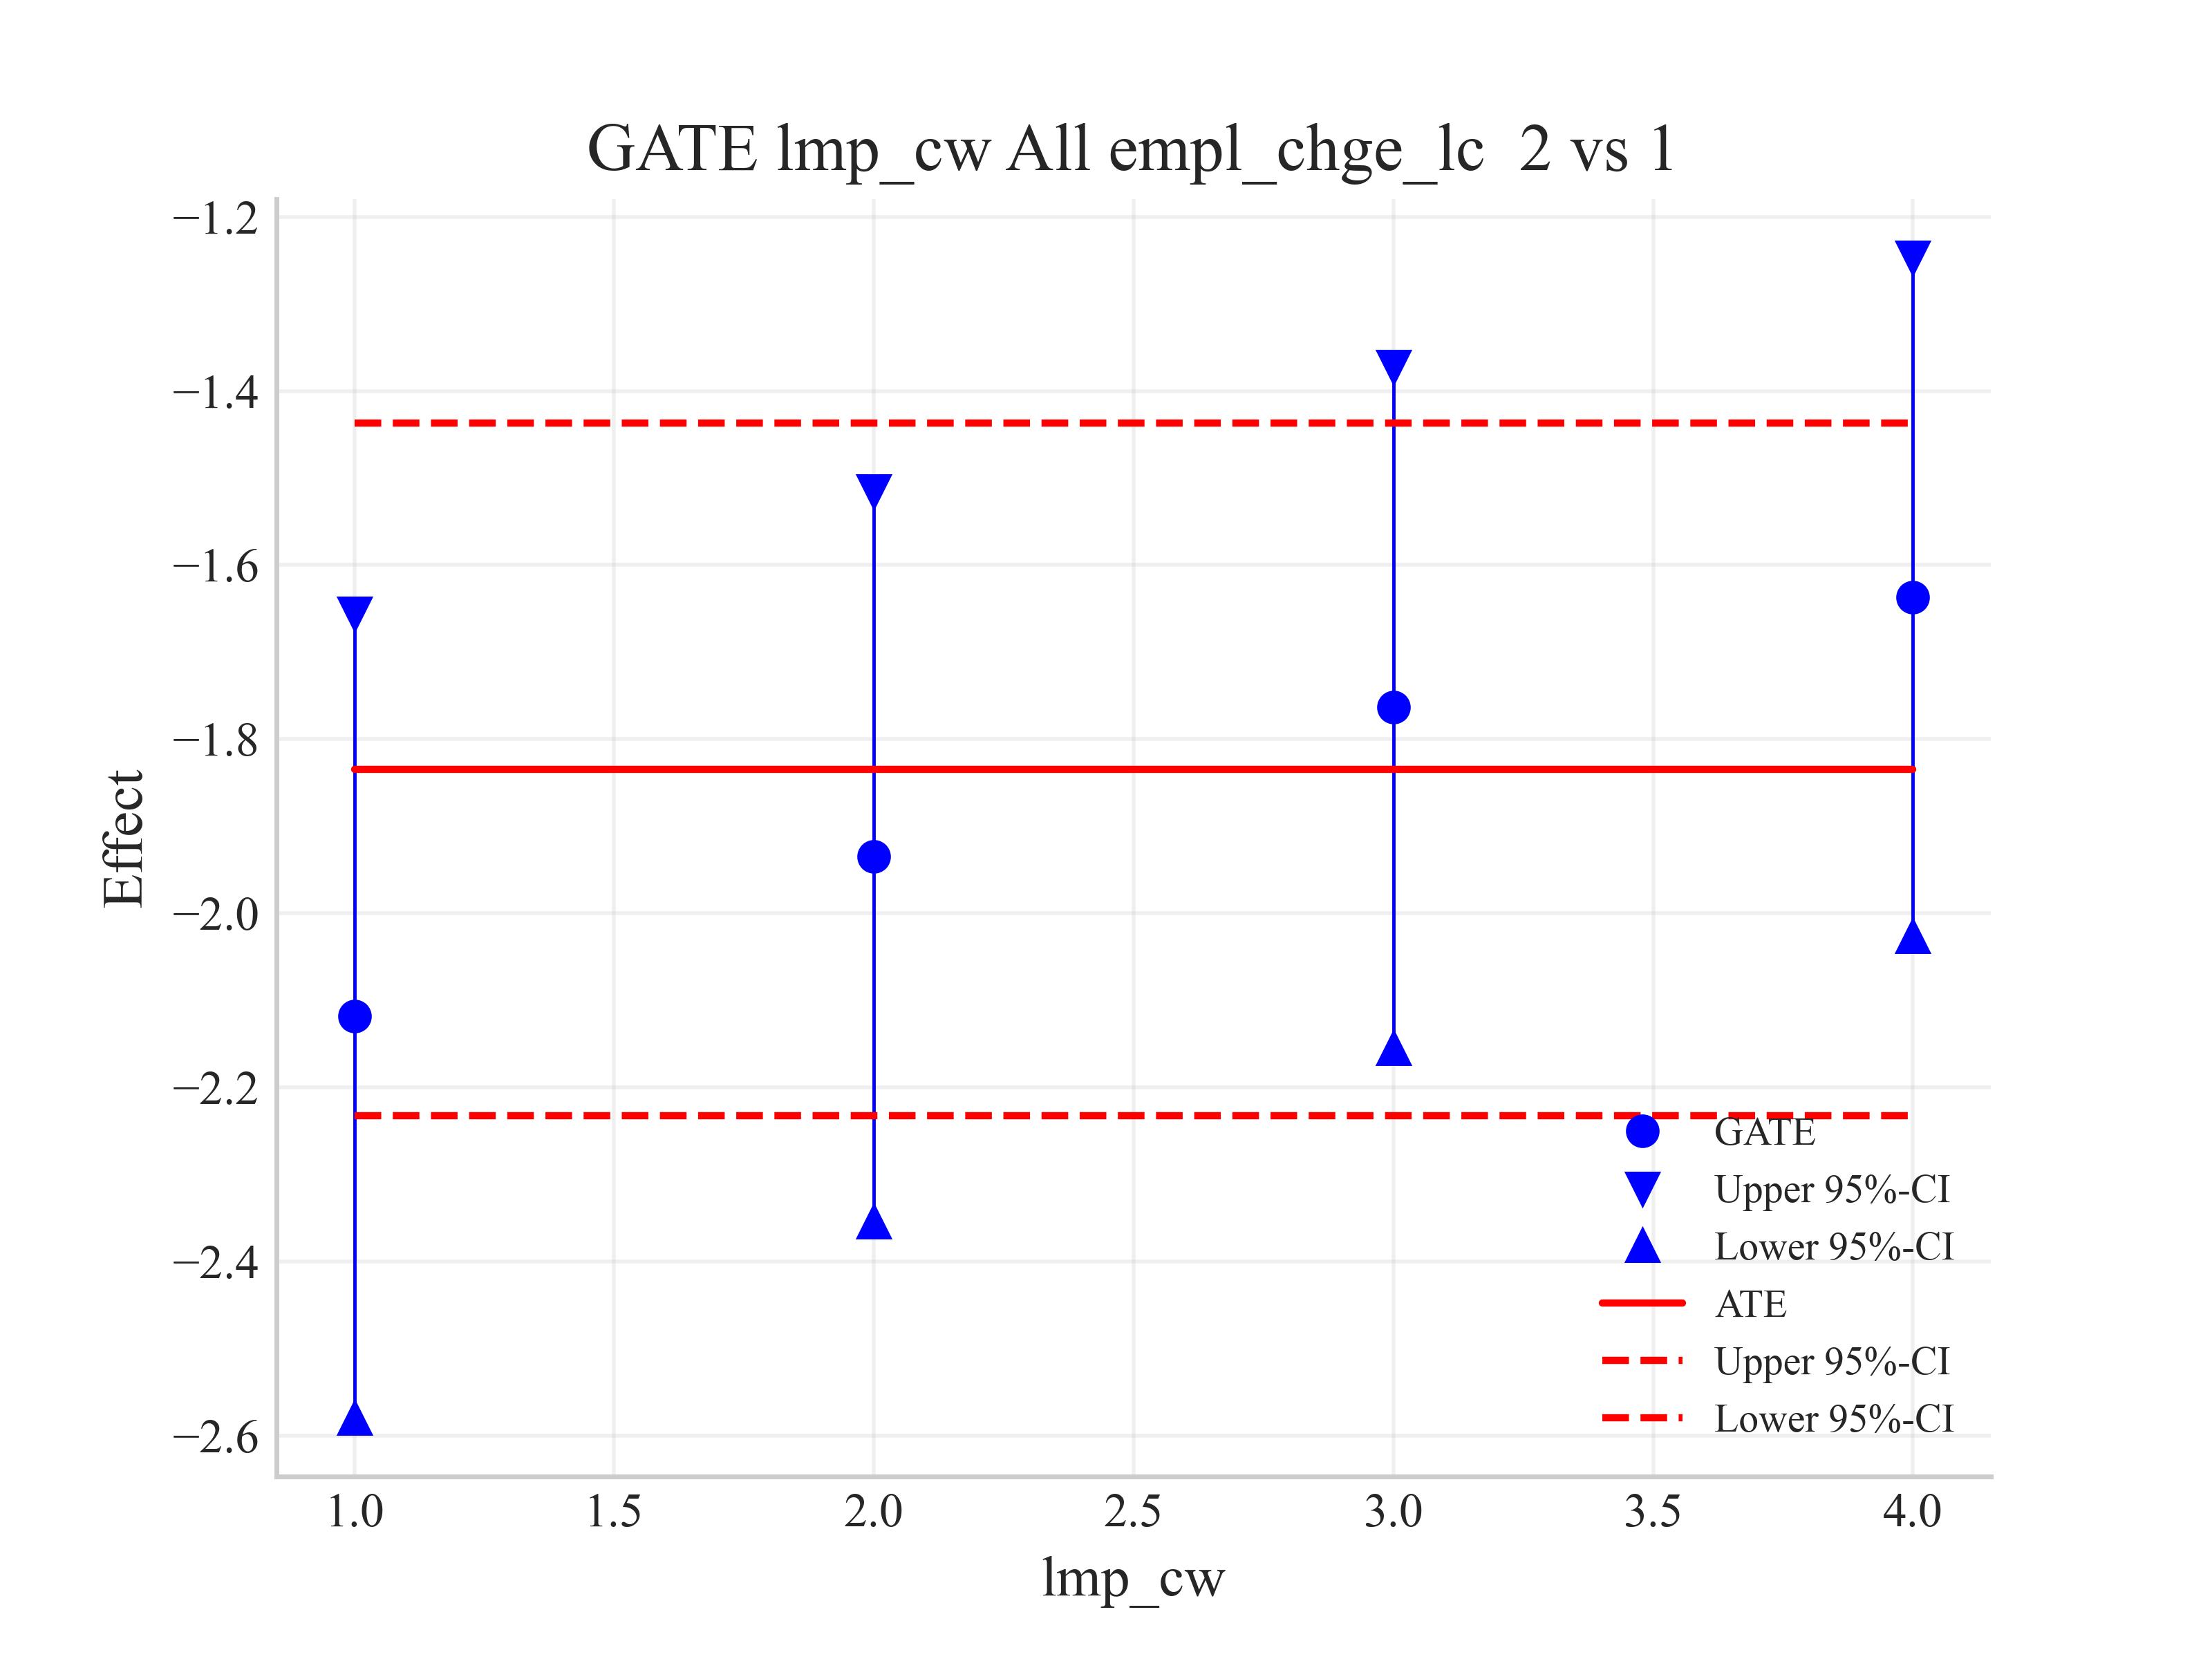 GATE lmp_cw All empl_chge_lc 2 vs 1
−1.2
−1.4
−1.6
−1.8
−2.0
−2.2
−2.4
−2.6
Effect
GATE
Upper 95%-CI
Lower 95%-CI
ATE
Upper 95%-CI
Lower 95%-CI
1.0 1.5 2.0 2.5 3.0 3.5 4.0
lmp_cw